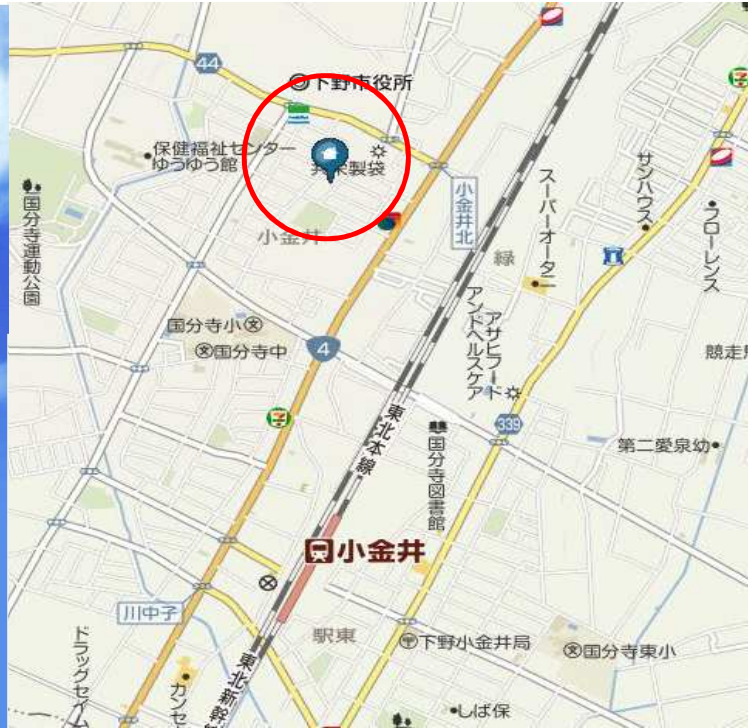 44
下野市役所
保健福祉センター
ゆうゆう館
製袋
小金井北
サンハウス
スーパーオータニ
フローレンス
国分寺運動公園
小金井
緑
アサヒフード
アンドヘルスケア
国分寺小
国分寺中
4
競走
東北本線
339
国分寺図書館
第二愛泉幼
小金井
川中子
駅東
下野小金井局
国分寺東小
ドラッグセイム
カンセ
東北新幹線
しば保